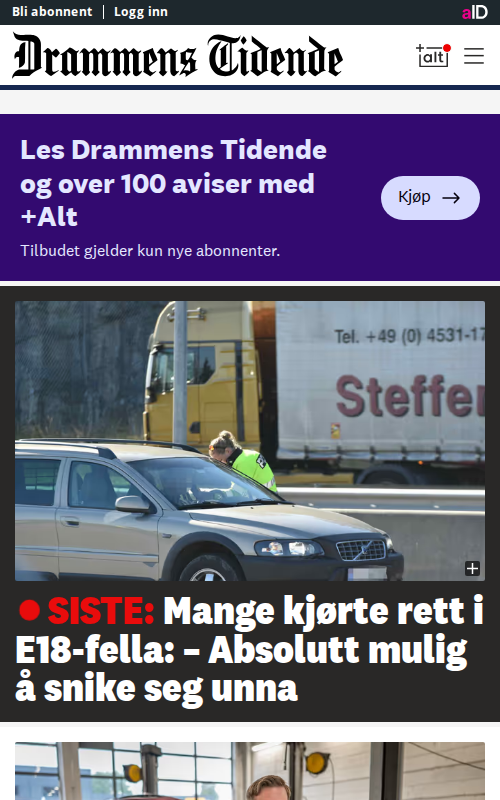 Bli abonnent
Logg inn
aID
Drammens Tidende
+alt
Les Drammens Tidende
og over 100 aviser med
+Alt
Tilbudet gjelder kun nye abonnenter.
Kjøp
Tel. +49 (0) 4531-17
Steffen
SISTE: Mange kjørte rett i
E18-fella: – Absolutt mulig
å snike seg unna